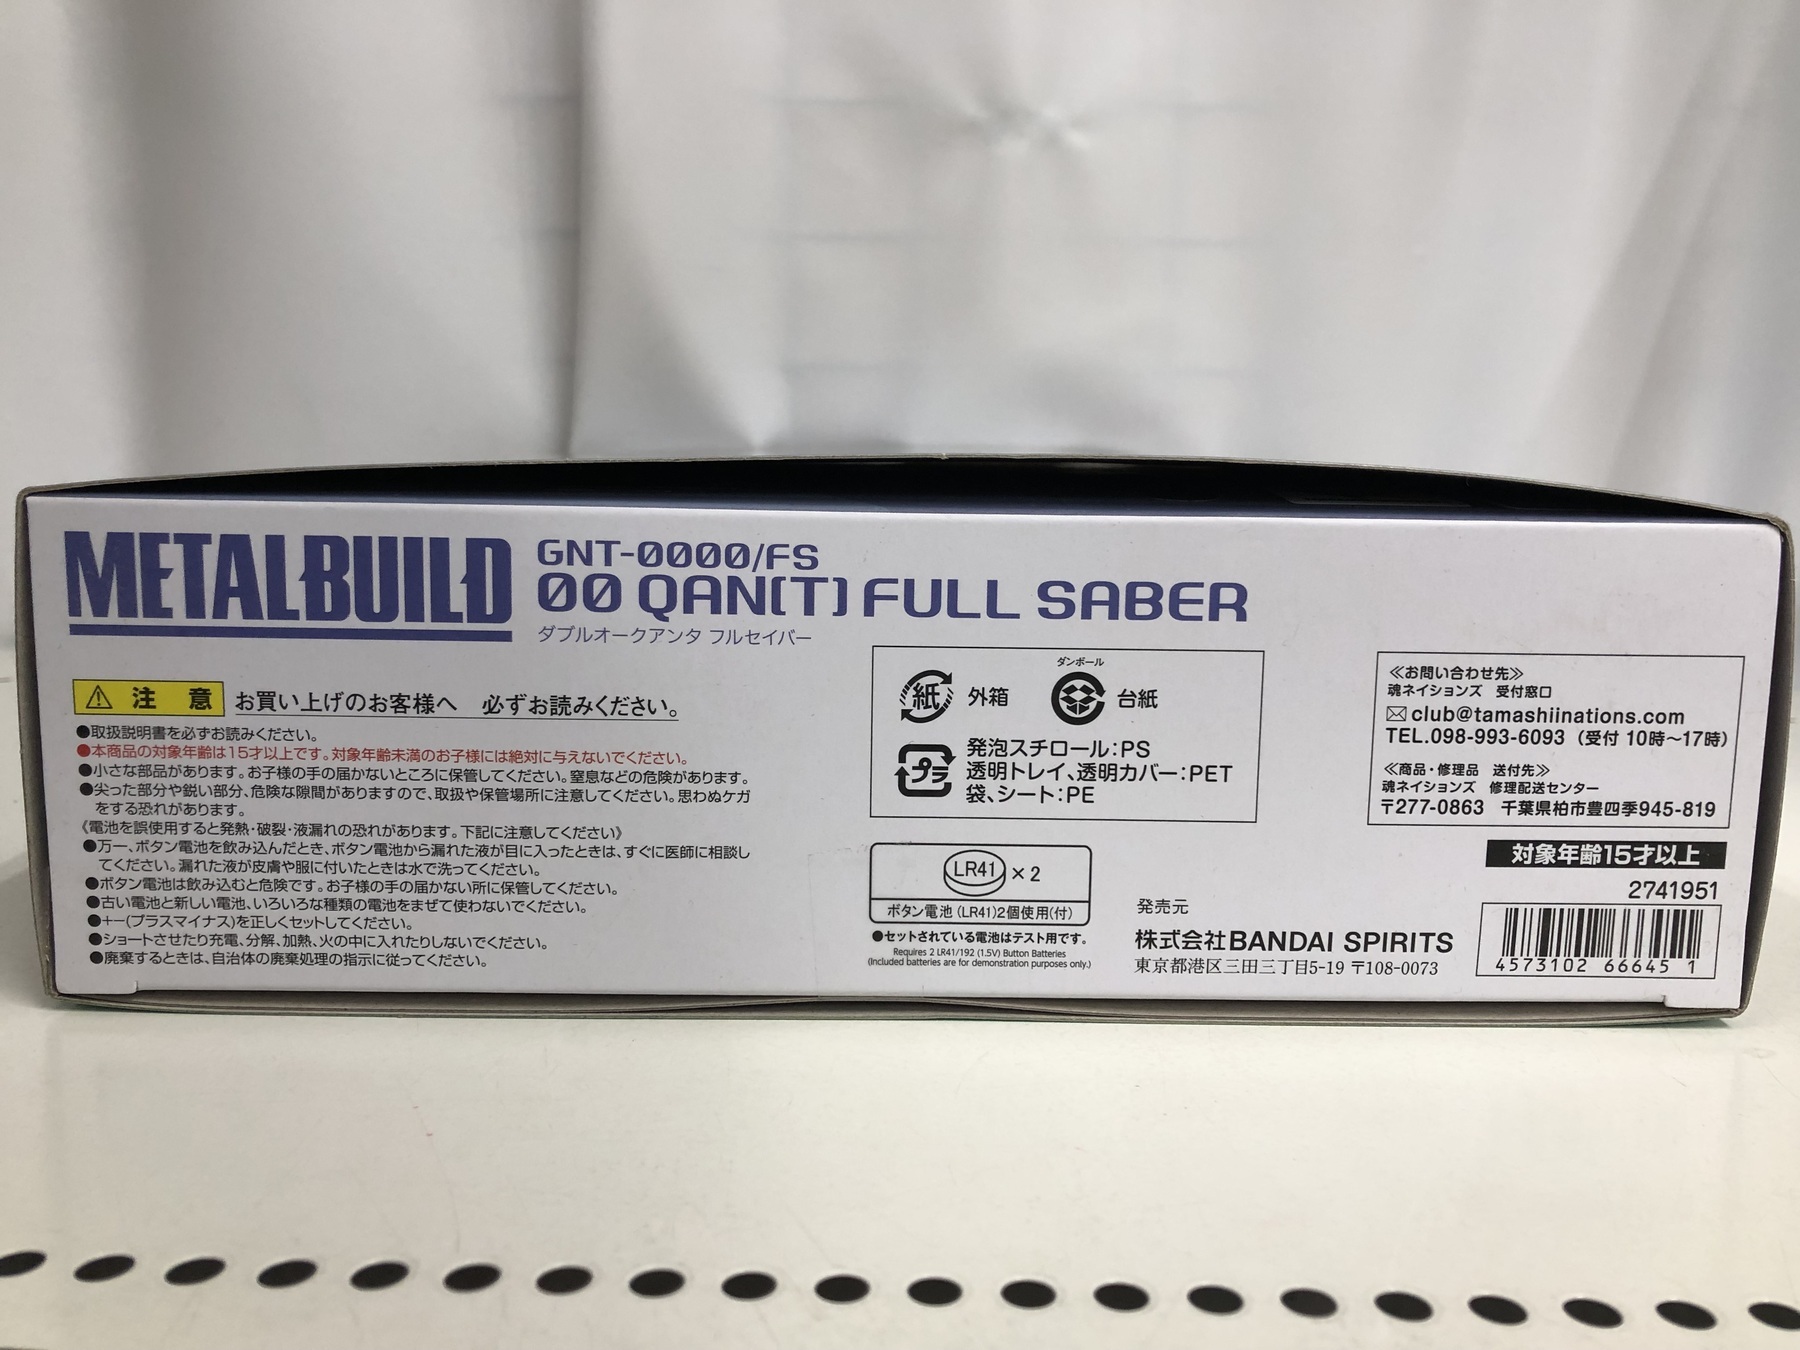 METALBUILD
GNT-0000/FS
00 QAN[T] FULL SABER
ダブルオークアンタ フルセイバー
注 意 お買い上げのお客様へ 必ずお読みください。
●取扱説明書を必ずお読みください。
●本商品の対象年齢は15才以上です。対象年齢未満のお子様には絶対に与えないでください。
●小さな部品があります。お子様の手の届かないところに保管してください。窒息などの危険があります。
●尖った部分や鋭い部分、危険な隙間がありますので、取扱や保管場所に注意してください。思わぬケガ
をする恐れがあります。
《電池を誤使用すると発熱・破裂・液漏れの恐れがあります。下記に注意してください》
●万一、ボタン電池を飲み込んだとき、ボタン電池から漏れた液が目に入ったときは、すぐに医師に相談し
てください。漏れた液が皮膚や服に付いたときは水で洗ってください。
●ボタン電池は飲み込むと危険です。お子様の手の届かない所に保管してください。
●古い電池と新しい電池、いろいろな種類の電池をまぜて使わないでください。
●+−(プラスマイナス)を正しくセットしてください。
●ショートさせたり充電、分解、加熱、火の中に入れたりしないでください。
●廃棄するときは、自治体の廃棄処理の指示に従ってください。
ダンボール
紙 外箱 台紙
プラ
発泡スチロール:PS
透明トレイ、透明カバー:PET
袋、シート:PE
LR41 ×2
ボタン電池(LR41)2個使用(付)
●セットされている電池はテスト用です。
Requires 2 LR41/192 (1.5V) Button Batteries
(Included batteries are for demonstration purposes only.)
≪お問い合わせ先≫
魂ネイションズ 受付窓口
club@tamashiinations.com
TEL.098-993-6093 (受付 10時〜17時)
≪商品・修理品 送付先≫
魂ネイションズ 修理配送センター
〒277-0863 千葉県柏市豊四季945-819
対象年齢15才以上
2741951
発売元
株式会社BANDAI SPIRITS
東京都港区三田三丁目5-19 〒108-0073
4573102 66645 1